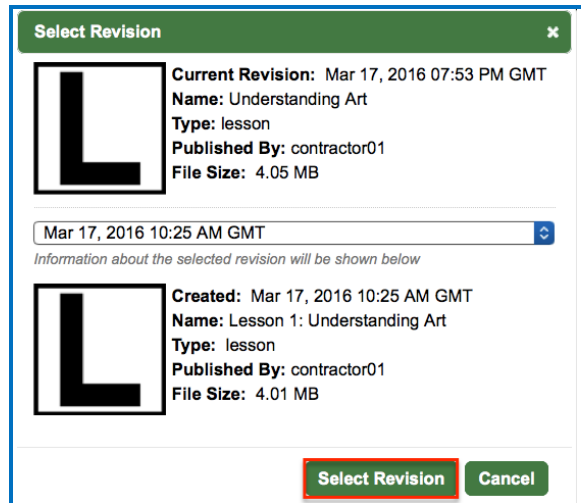 Select Revision ×
Current Revision: Mar 17, 2016 07:53 PM GMT
Name: Understanding Art
Type: lesson
Published By: contractor01
File Size: 4.05 MB
Mar 17, 2016 10:25 AM GMT
Information about the selected revision will be shown below
Created: Mar 17, 2016 10:25 AM GMT
Name: Lesson 1: Understanding Art
Type: lesson
Published By: contractor01
File Size: 4.01 MB
Select Revision Cancel